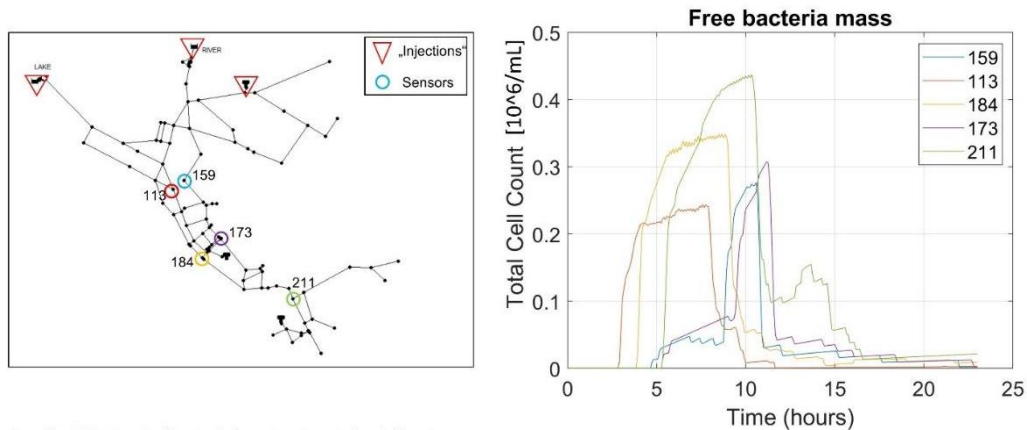 LAKE
RIVER
„Injections“
Sensors
159
113
173
184
211
Free bacteria mass
Total Cell Count [10^6/mL]
0.5
0.4
0.3
0.2
0.1
0
159
113
184
173
211
0 5 10 15 20 25
Time (hours)